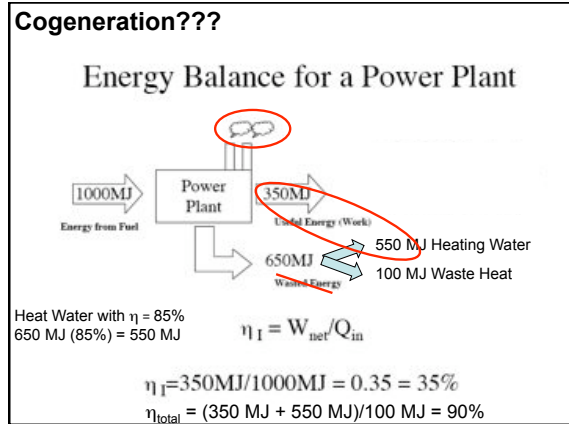 Cogeneration???
Energy Balance for a Power Plant
1000MJ
Power
Plant
350MJ
Energy from Fuel
Useful Energy (Work)
550 MJ Heating Water
650MJ
100 MJ Waste Heat
Wasted Energy
Heat Water with η = 85%
650 MJ (85%) = 550 MJ
η I = Wnet/Qin
ηI=350MJ/1000MJ = 0.35 = 35%
ηtotal = (350 MJ + 550 MJ)/100 MJ = 90%